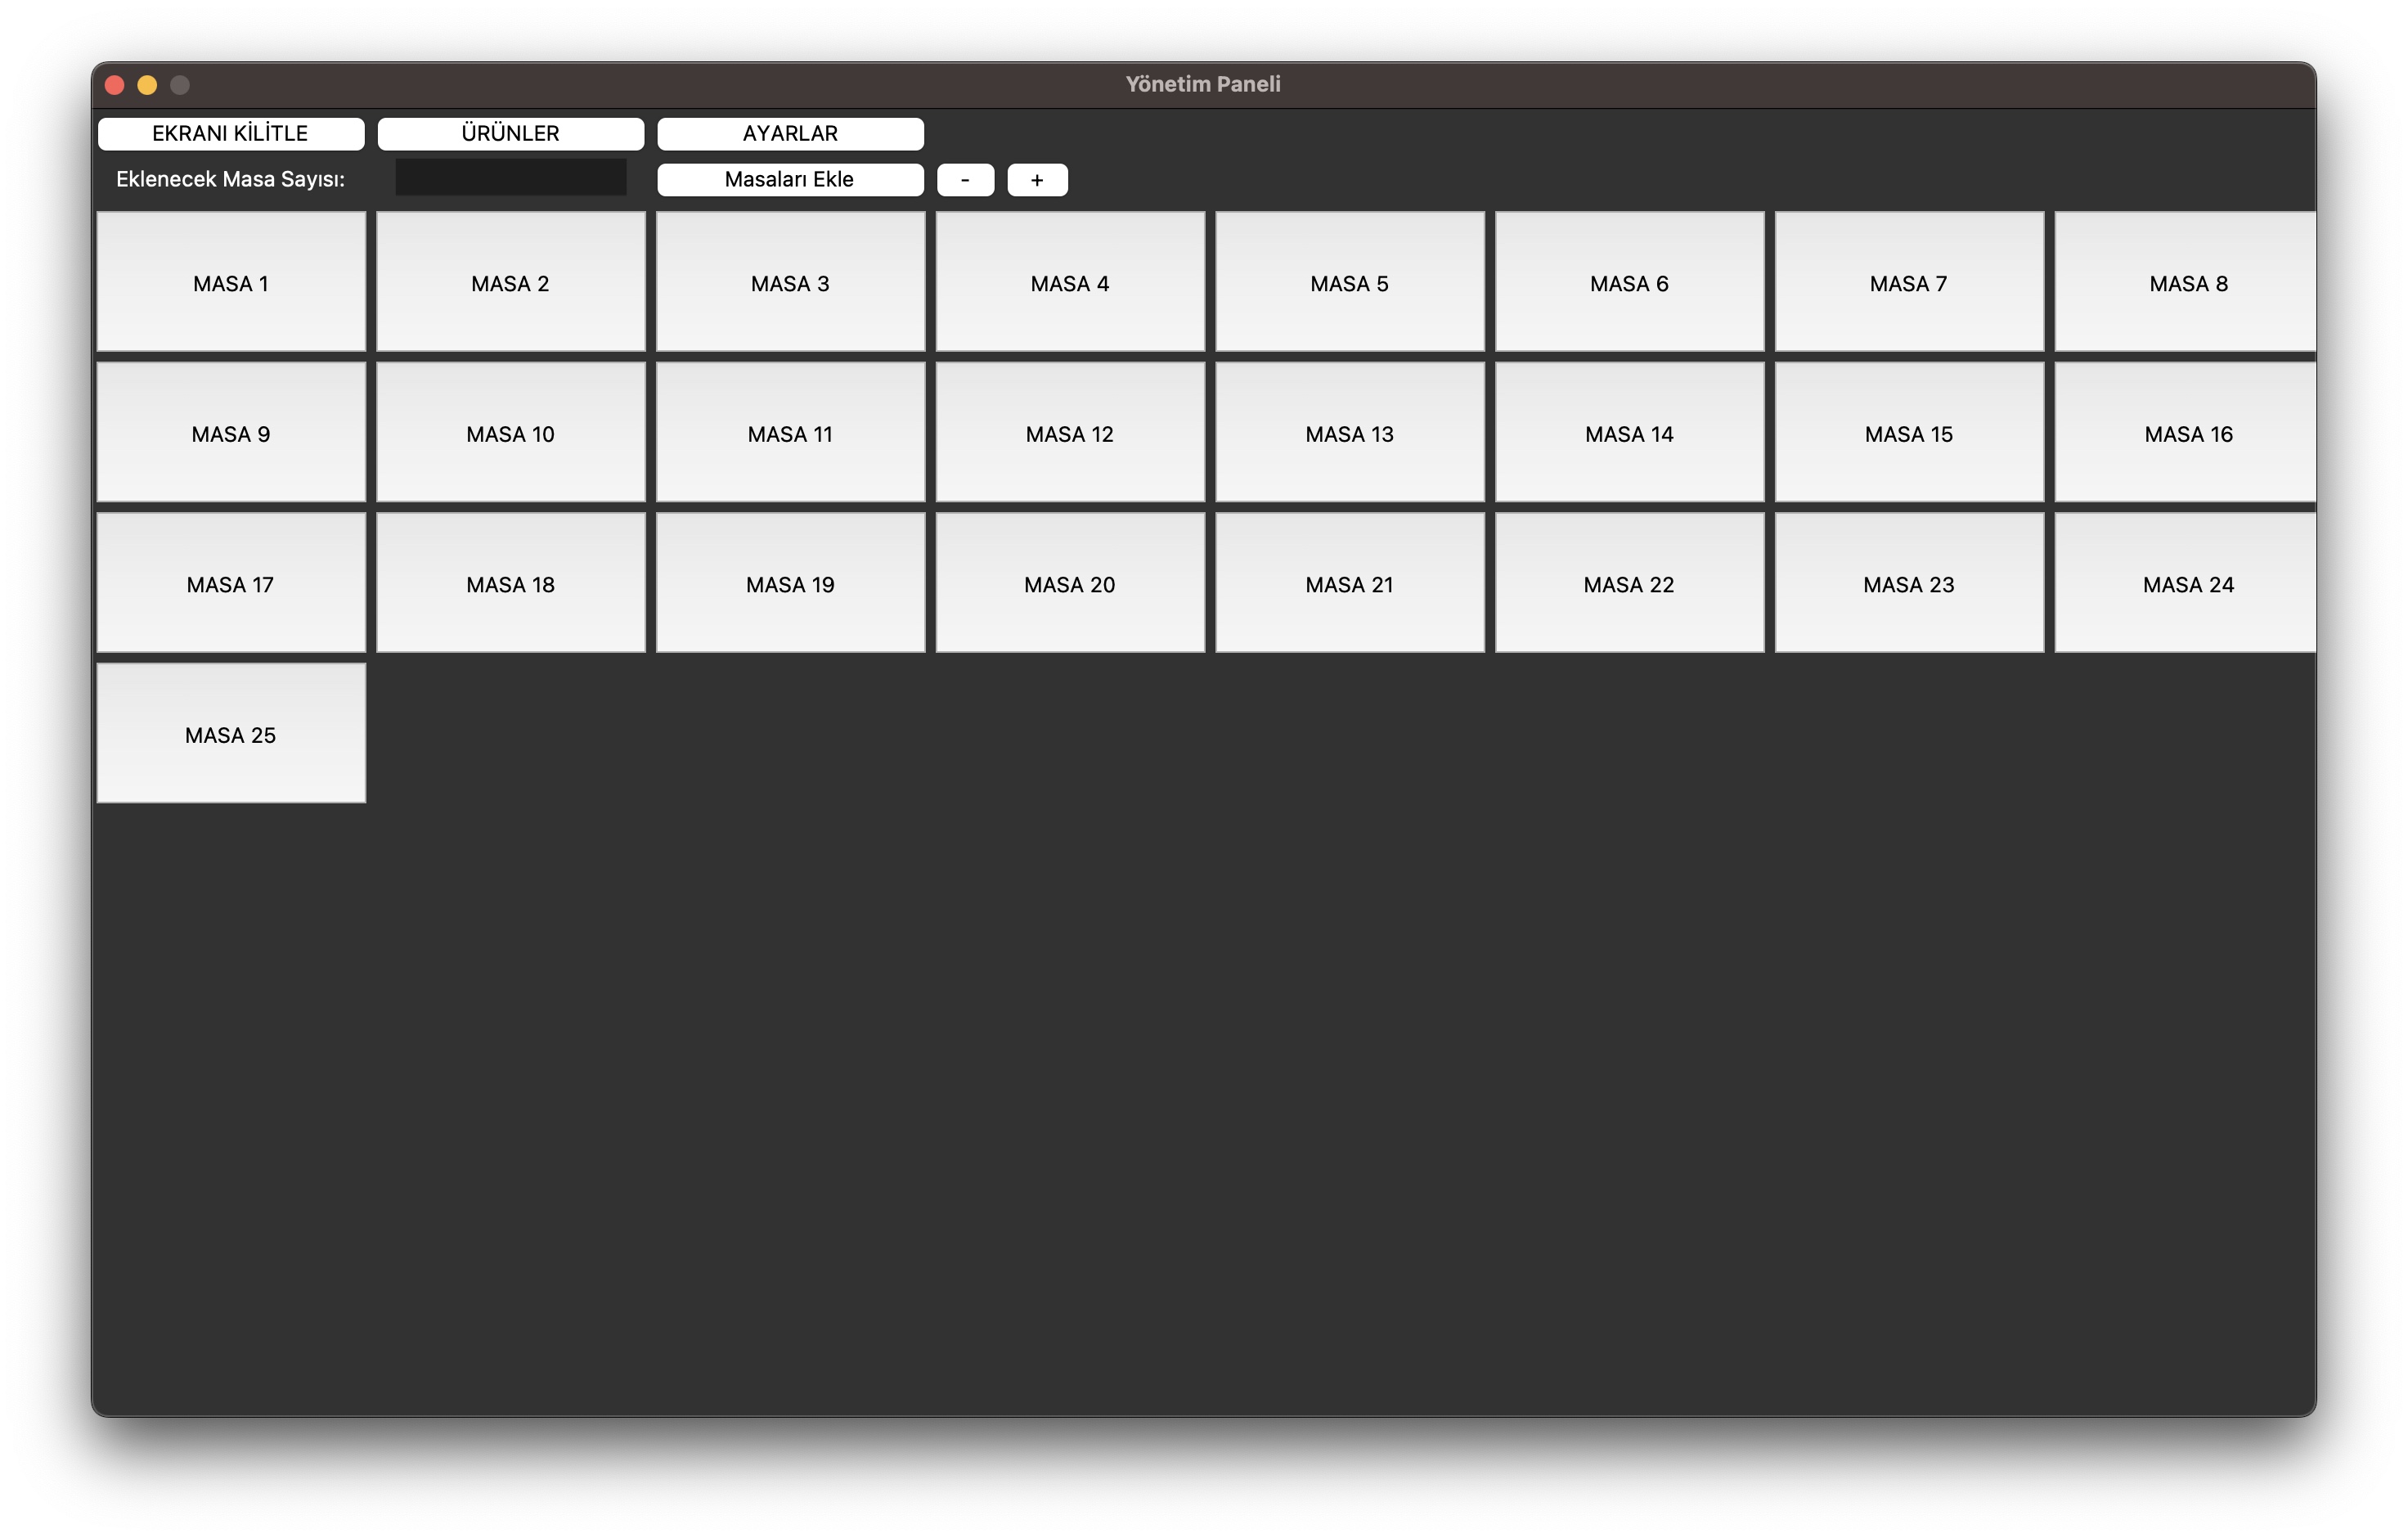 Yönetim Paneli
EKRANI KİLİTLE ÜRÜNLER AYARLAR
Eklenecek Masa Sayısı: Masaları Ekle - +
MASA 1 MASA 2 MASA 3 MASA 4 MASA 5 MASA 6 MASA 7 MASA 8
MASA 9 MASA 10 MASA 11 MASA 12 MASA 13 MASA 14 MASA 15 MASA 16
MASA 17 MASA 18 MASA 19 MASA 20 MASA 21 MASA 22 MASA 23 MASA 24
MASA 25